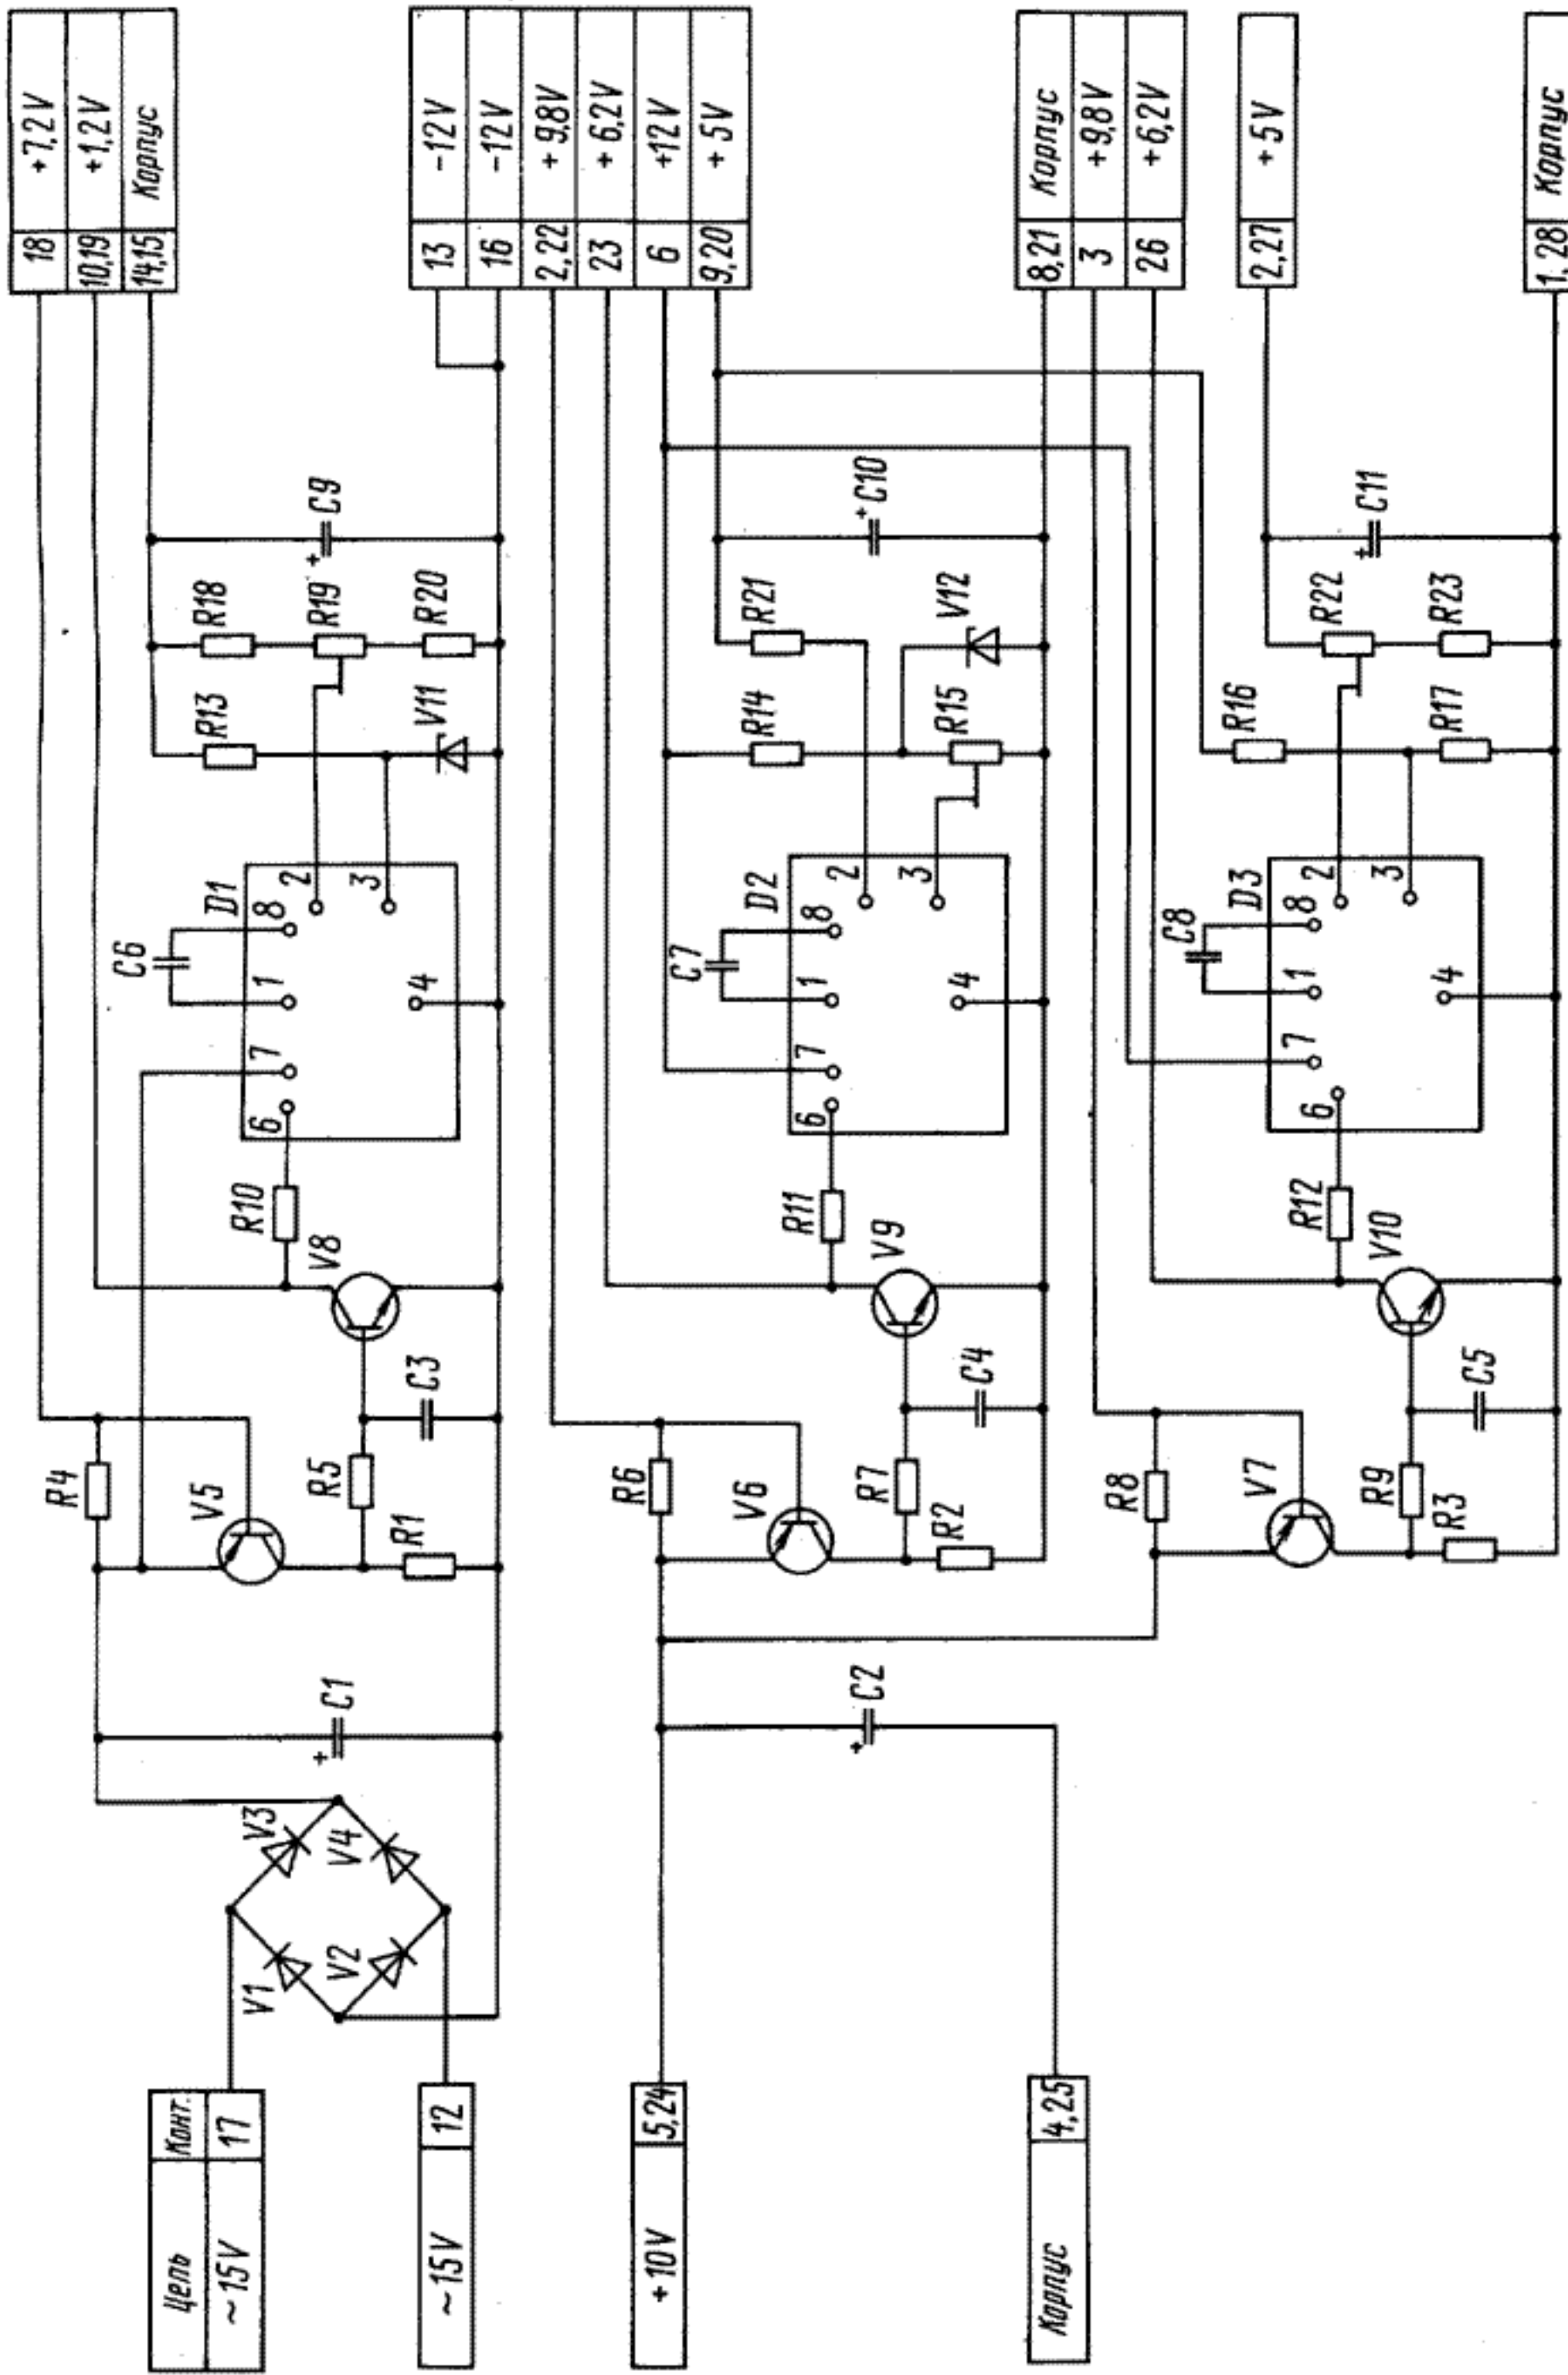 Цепь Конт.
~15V 17
~15V 12
+10V 5,24
Корпус 4,25
V1
V2
V3
V4
C1
C2
R4
V5
R5
R1
C3
V8
R10
C6
D1
6
7
1
8
2
3
4
R13
V11
R18
R19
R20
+ C9
+
18 +7,2V
10,19 +1,2V
14,15 Корпус
13 -12V
16 -12V
2,22 +9,8V
23 +6,2V
6 +12V
9,20 +5V
R6
V6
R7
R2
C4
V9
R11
C7
D2
6
7
1
8
2
3
4
R14
R15
R21
V12
+ C10
+
8,21 Корпус
3 +9,8V
26 +6,2V
R8
V7
R9
R3
C5
V10
R12
C8
D3
6
7
1
8
2
3
4
R16
R17
R22
R23
+ C11
2,27 +5V
1,28 Корпус